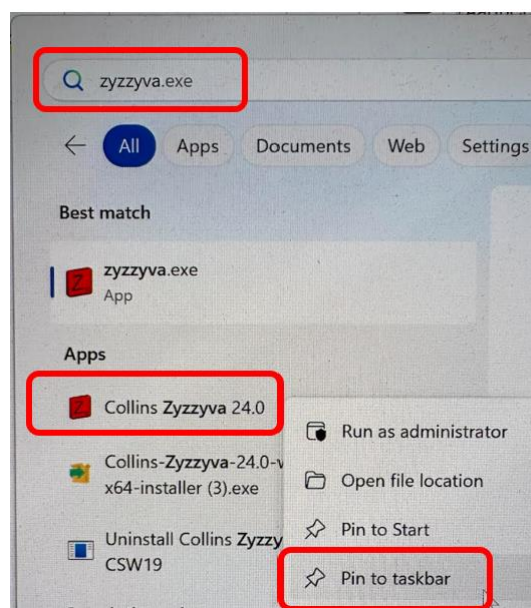 zyzzyva.exe
All Apps Documents Web Settings
Best match
zyzzyva.exe
App
Apps
Collins Zyzzyva 24.0
Run as administrator
Collins-Zyzzyva-24.0-
x64-installer (3).exe
Open file location
Uninstall Collins
CSW19
Pin to Start
Pin to taskbar